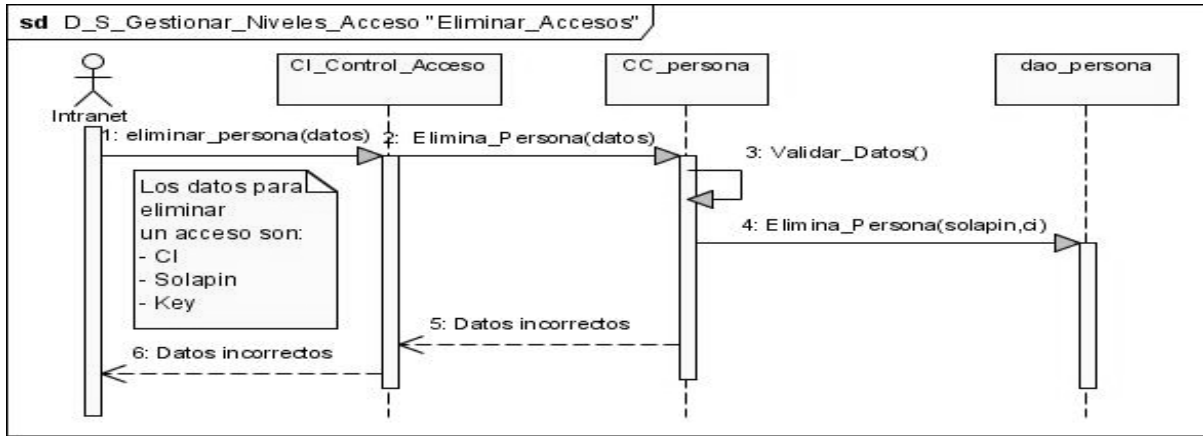 sd D_S_Gestionar_Niveles_Acceso "Eliminar_Accesos"
Intranet
CI_Control_Acceso
CC_persona
dao_persona
1: eliminar_persona(datos)
2: Elimina_Persona(datos)
3: Validar_Datos()
Los datos para
eliminar
un acceso son:
- CI
- Solapin
- Key
4: Elimina_Persona(solapin,ci)
5: Datos incorrectos
6: Datos incorrectos